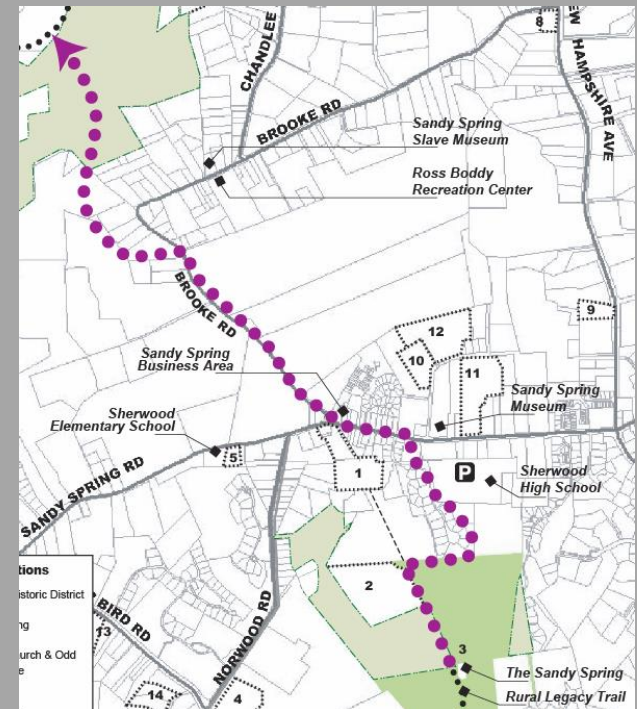 8
EW HAMPSHIRE AVE
CHANDLEE
BROOKE RD
Sandy Spring
Slave Museum
Ross Boddy
Recreation Center
BROOKE RD
9
12
10
11
Sandy Spring
Business Area
Sandy Spring
Museum
Sherwood
Elementary School
5
1
P
Sherwood
High School
SANDY SPRING RD
2
NORWOOD RD
tions
istoric District
ng
urch & Odd
e
BIRD RD
13
14
4
3
The Sandy Spring
Rural Legacy Trail